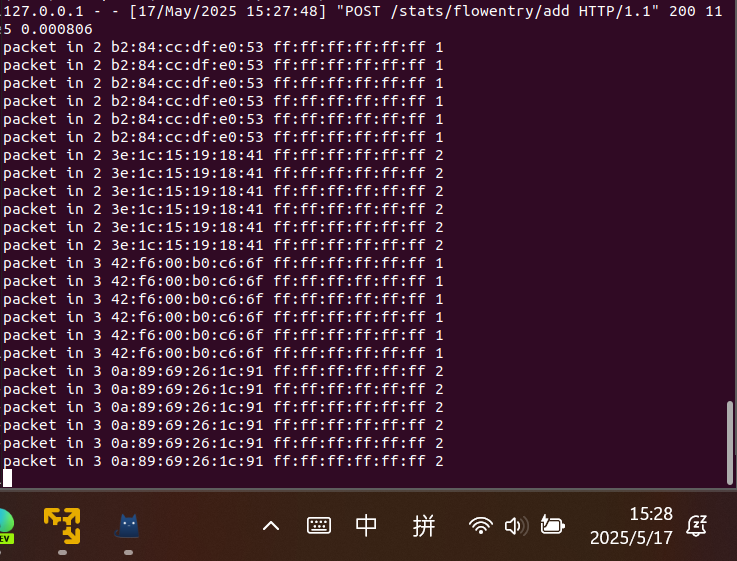 127.0.0.1 - - [17/May/2025 15:27:48] "POST /stats/flowentry/add HTTP/1.1" 200 11
5 0.000806
packet in 2 b2:84:cc:df:e0:53 ff:ff:ff:ff:ff:ff 1
packet in 2 b2:84:cc:df:e0:53 ff:ff:ff:ff:ff:ff 1
packet in 2 b2:84:cc:df:e0:53 ff:ff:ff:ff:ff:ff 1
packet in 2 b2:84:cc:df:e0:53 ff:ff:ff:ff:ff:ff 1
packet in 2 b2:84:cc:df:e0:53 ff:ff:ff:ff:ff:ff 1
packet in 2 b2:84:cc:df:e0:53 ff:ff:ff:ff:ff:ff 1
packet in 2 3e:1c:15:19:18:41 ff:ff:ff:ff:ff:ff 2
packet in 2 3e:1c:15:19:18:41 ff:ff:ff:ff:ff:ff 2
packet in 2 3e:1c:15:19:18:41 ff:ff:ff:ff:ff:ff 2
packet in 2 3e:1c:15:19:18:41 ff:ff:ff:ff:ff:ff 2
packet in 2 3e:1c:15:19:18:41 ff:ff:ff:ff:ff:ff 2
packet in 2 3e:1c:15:19:18:41 ff:ff:ff:ff:ff:ff 2
packet in 3 42:f6:00:b0:c6:6f ff:ff:ff:ff:ff:ff 1
packet in 3 42:f6:00:b0:c6:6f ff:ff:ff:ff:ff:ff 1
packet in 3 42:f6:00:b0:c6:6f ff:ff:ff:ff:ff:ff 1
packet in 3 42:f6:00:b0:c6:6f ff:ff:ff:ff:ff:ff 1
packet in 3 42:f6:00:b0:c6:6f ff:ff:ff:ff:ff:ff 1
packet in 3 42:f6:00:b0:c6:6f ff:ff:ff:ff:ff:ff 1
packet in 3 0a:89:69:26:1c:91 ff:ff:ff:ff:ff:ff 2
packet in 3 0a:89:69:26:1c:91 ff:ff:ff:ff:ff:ff 2
packet in 3 0a:89:69:26:1c:91 ff:ff:ff:ff:ff:ff 2
packet in 3 0a:89:69:26:1c:91 ff:ff:ff:ff:ff:ff 2
packet in 3 0a:89:69:26:1c:91 ff:ff:ff:ff:ff:ff 2
packet in 3 0a:89:69:26:1c:91 ff:ff:ff:ff:ff:ff 2
中 拼
15:28
2025/5/17